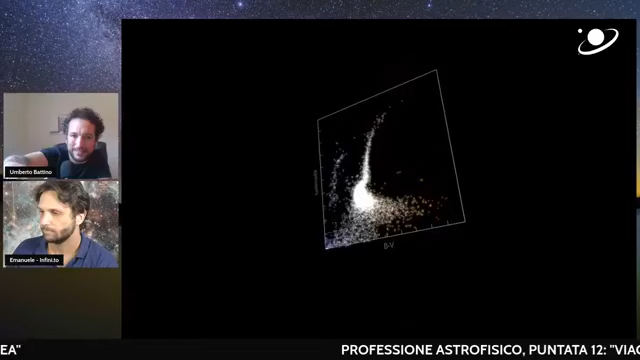 Umberto Battino
Emanuele - Infini.to
B-V
EA" PROFESSIONE ASTROFISICO, PUNTATA 12: "VIAG